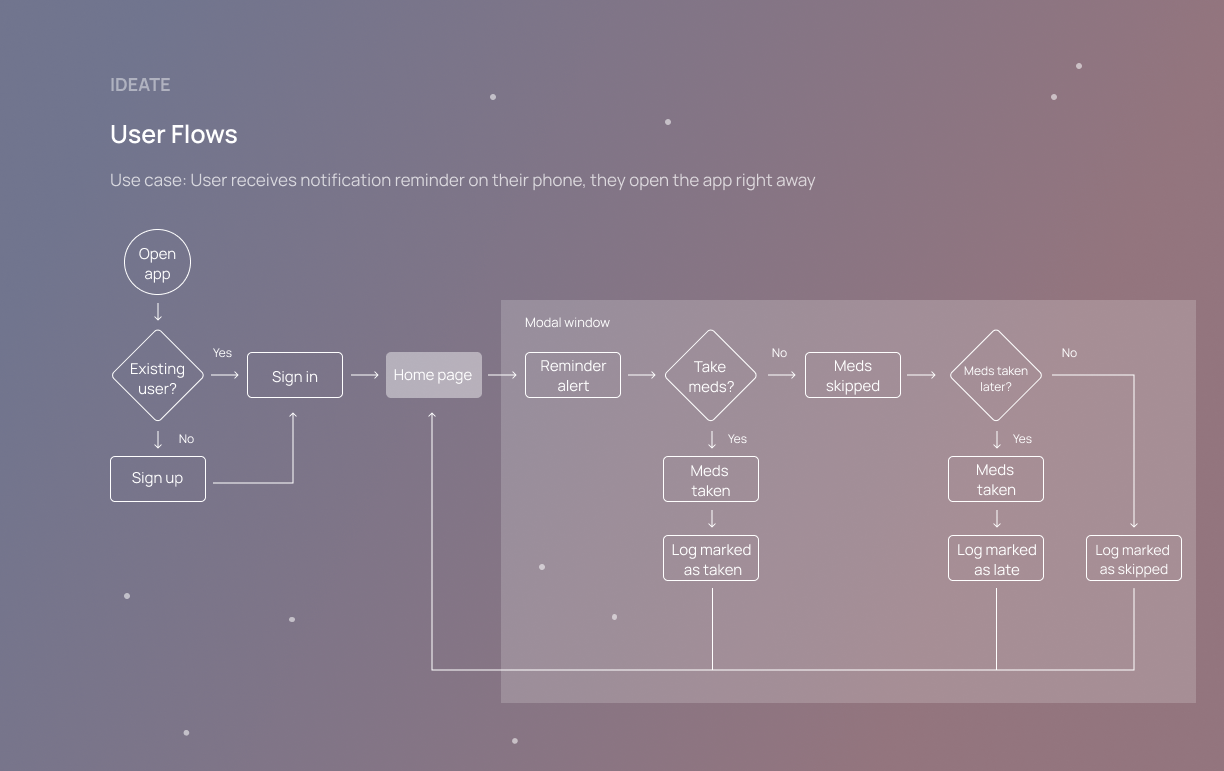 IDEATE
User Flows
Use case: User receives notification reminder on their phone, they open the app right away
Open
app
Existing
user?
Yes
No
Sign up
Sign in
Home page
Modal window
Reminder
alert
Take
meds?
No
Yes
Meds
taken
Log marked
as taken
Meds
skipped
Meds taken
later?
No
Yes
Meds
taken
Log marked
as late
Log marked
as skipped